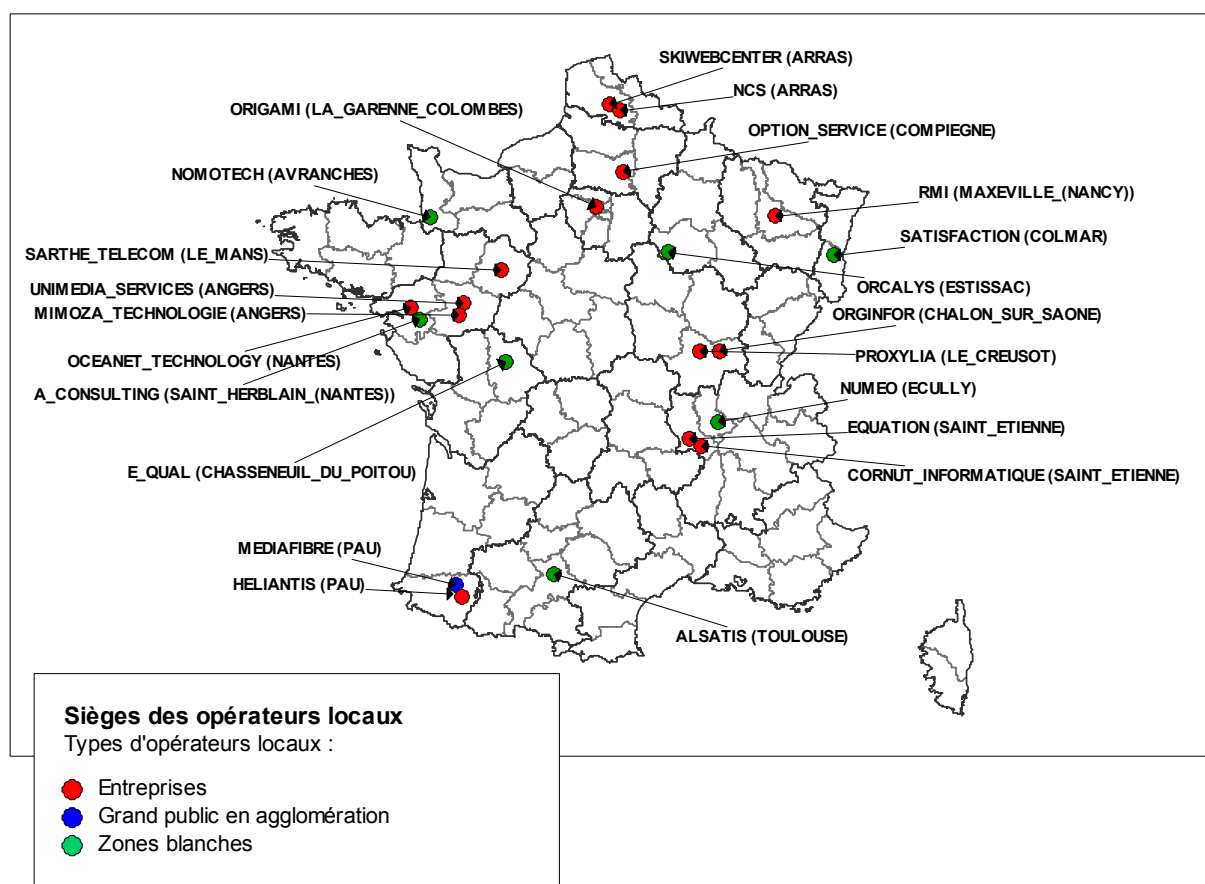 SKIWEBCENTER (ARRAS)
NCS (ARRAS)
ORIGAMI (LA_GARENNE_COLOMBES)
OPTION_SERVICE (COMPIEGNE)
NOMOTECH (AVRANCHES)
RMI (MAXEVILLE_(NANCY))
SATISFACTION (COLMAR)
SARTHE_TELECOM (LE_MANS)
UNIMEDIA_SERVICES (ANGERS)
ORCALYS (ESTISSAC)
MIMOZA_TECHNOLOGIE (ANGERS)
ORGINFOR (CHALON_SUR_SAONE)
OCEANET_TECHNOLOGY (NANTES)
PROXYLIA (LE_CREUSOT)
A_CONSULTING (SAINT_HERBLAIN_(NANTES))
NUMEO (ECULLY)
EQUATION (SAINT_ETIENNE)
E_QUAL (CHASSENEUIL_DU_POITOU)
CORNUT_INFORMATIQUE (SAINT_ETIENNE)
MEDIAFIBRE (PAU)
HELIANTIS (PAU)
ALSATIS (TOULOUSE)
Sièges des opérateurs locaux
Types d'opérateurs locaux :
Entreprises
Grand public en agglomération
Zones blanches